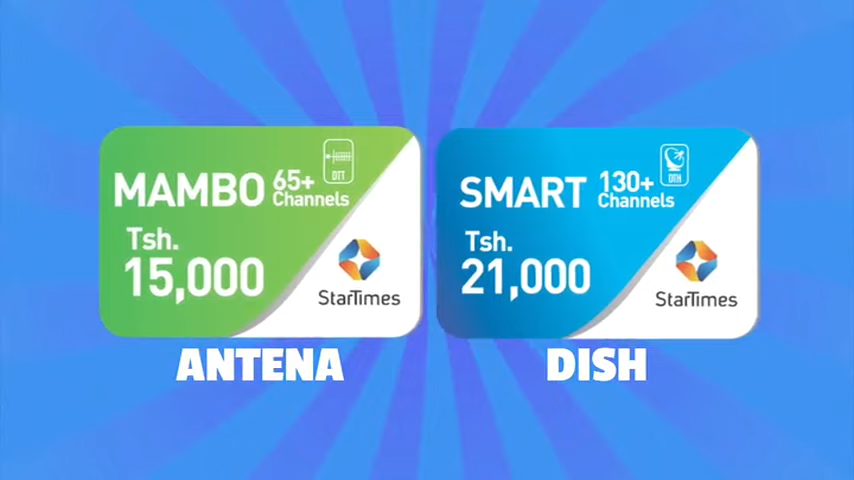 MAMBO 65+ Channels
DTT
Tsh.
15,000
StarTimes
ANTENA
SMART 130+ Channels
DTH
Tsh.
21,000
StarTimes
DISH